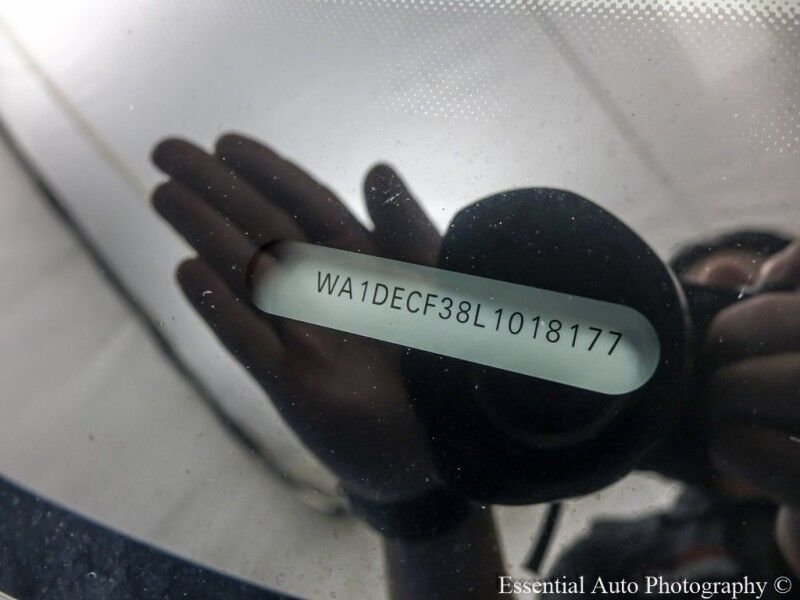 WA1DECF38L1018177
Essential Auto Photography ©